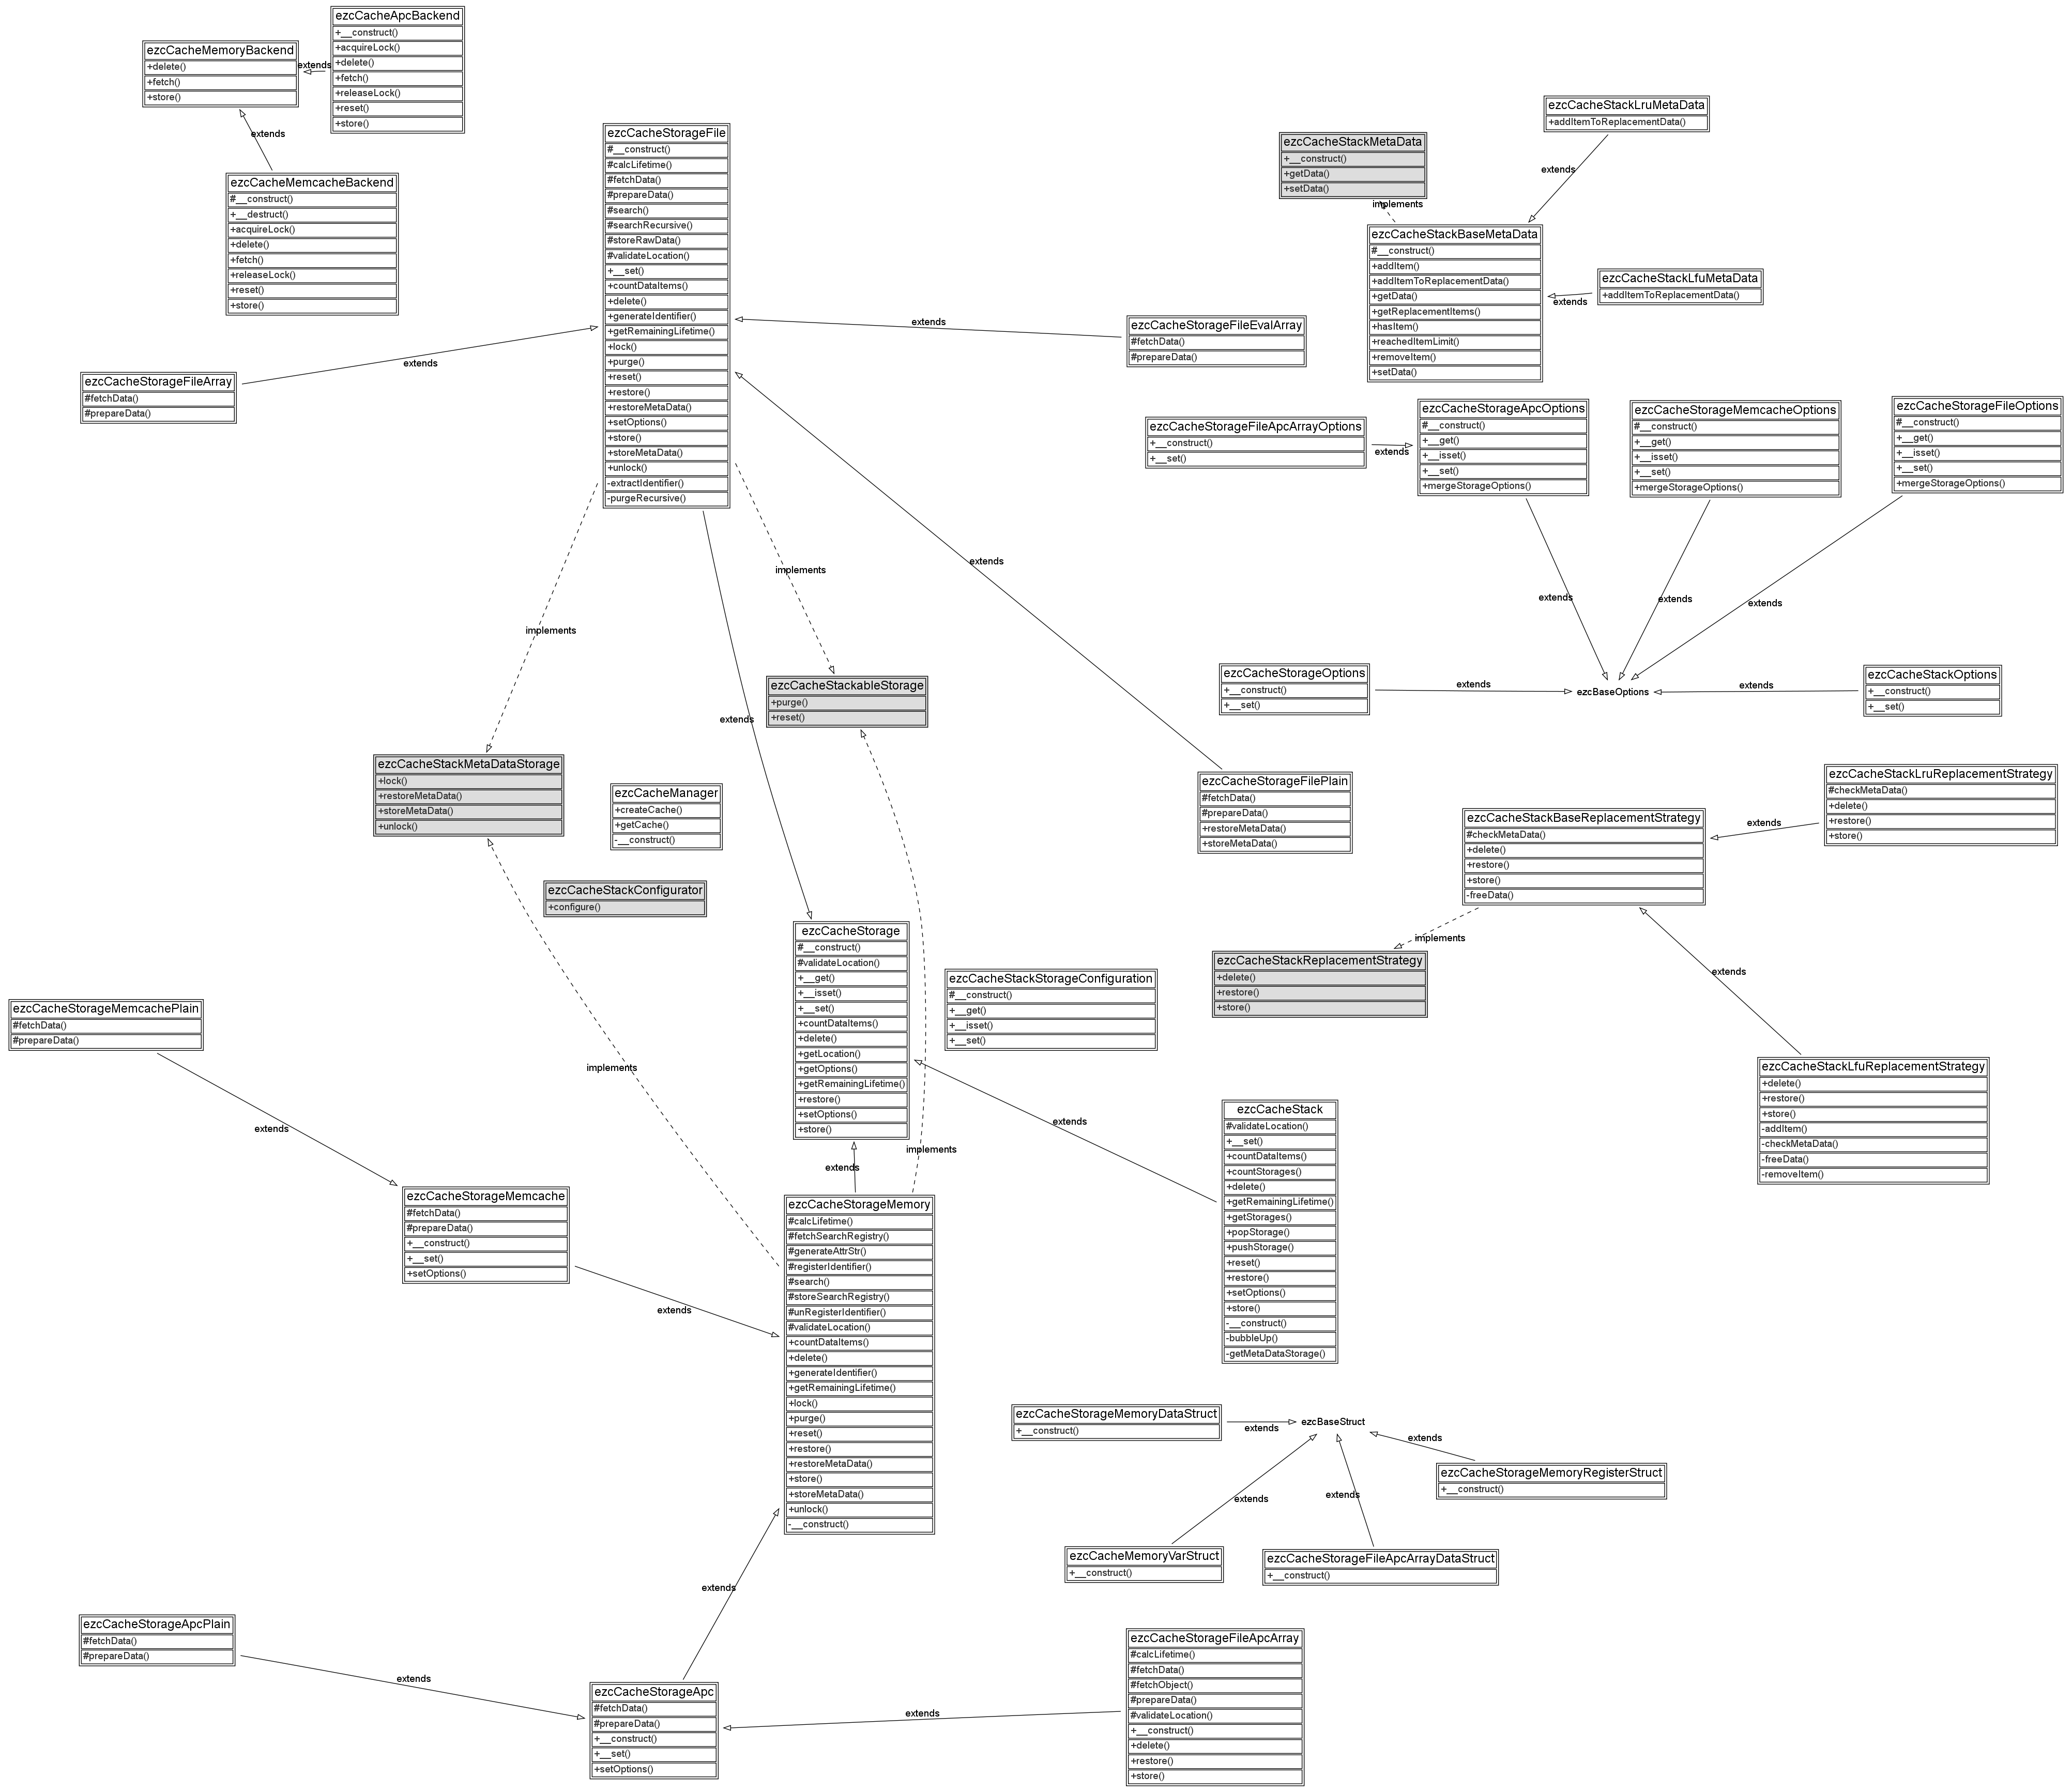 ezcCacheApcBackend
+__construct()
+acquireLock()
+delete()
+fetch()
+releaseLock()
+reset()
+store()
ezcCacheMemoryBackend
+delete()
+fetch()
+store()
extends
extends
ezcCacheMemcacheBackend
#__construct()
+__destruct()
+acquireLock()
+delete()
+fetch()
+releaseLock()
+reset()
+store()
ezcCacheStorageFile
#__construct()
#calcLifetime()
#fetchData()
#prepareData()
#search()
#searchRecursive()
#storeRawData()
#validateLocation()
+__set()
+countDataItems()
+delete()
+generateIdentifier()
+getRemainingLifetime()
+lock()
+purge()
+reset()
+restore()
+restoreMetaData()
+setOptions()
+store()
+storeMetaData()
+unlock()
-extractIdentifier()
-purgeRecursive()
ezcCacheStackLruMetaData
+addItemToReplacementData()
ezcCacheStackMetaData
+__construct()
+getData()
+setData()
extends
implements
ezcCacheStackBaseMetaData
#__construct()
+addItem()
+addItemToReplacementData()
+getData()
+getReplacementItems()
+hasItem()
+reachedItemLimit()
+removeItem()
+setData()
ezcCacheStackLfuMetaData
+addItemToReplacementData()
extends
extends
ezcCacheStorageFileEvalArray
#fetchData()
#prepareData()
extends
ezcCacheStorageFileArray
#fetchData()
#prepareData()
ezcCacheStorageFileApcArrayOptions
+__construct()
+__set()
extends
ezcCacheStorageApcOptions
#__construct()
+__get()
+__isset()
+__set()
+mergeStorageOptions()
ezcCacheStorageMemcacheOptions
#__construct()
+__get()
+__isset()
+__set()
+mergeStorageOptions()
ezcCacheStorageFileOptions
#__construct()
+__get()
+__isset()
+__set()
+mergeStorageOptions()
extends
implements
extends
extends
extends
implements
ezcCacheStorageOptions
+__construct()
+__set()
extends
ezcBaseOptions
extends
ezcCacheStackOptions
+__construct()
+__set()
ezcCacheStackableStorage
+purge()
+reset()
extends
ezcCacheStackMetaDataStorage
+lock()
+restoreMetaData()
+storeMetaData()
+unlock()
ezcCacheManager
+createCache()
+getCache()
-__construct()
ezcCacheStorageFilePlain
#fetchData()
#prepareData()
+restoreMetaData()
+storeMetaData()
ezcCacheStackLruReplacementStrategy
#checkMetaData()
+delete()
+restore()
+store()
extends
ezcCacheStackBaseReplacementStrategy
#checkMetaData()
+delete()
+restore()
+store()
-freeData()
ezcCacheStackConfigurator
+configure()
implements
ezcCacheStackReplacementStrategy
+delete()
+restore()
+store()
extends
ezcCacheStorage
#__construct()
#validateLocation()
+__get()
+__isset()
+__set()
+countDataItems()
+delete()
+getLocation()
+getOptions()
+getRemainingLifetime()
+restore()
+setOptions()
+store()
ezcCacheStackStorageConfiguration
#__construct()
+__get()
+__isset()
+__set()
ezcCacheStorageMemcachePlain
#fetchData()
#prepareData()
implements
ezcCacheStackLfuReplacementStrategy
+delete()
+restore()
+store()
-addItem()
-checkMetaData()
-freeData()
-removeItem()
extends
extends
implements
extends
ezcCacheStack
#validateLocation()
+__set()
+countDataItems()
+countStorages()
+delete()
+getRemainingLifetime()
+getStorages()
+popStorage()
+pushStorage()
+reset()
+restore()
+setOptions()
+store()
-__construct()
-bubbleUp()
-getMetaDataStorage()
ezcCacheStorageMemcache
#fetchData()
#prepareData()
+__construct()
+__set()
+setOptions()
extends
ezcCacheStorageMemory
#calcLifetime()
#fetchSearchRegistry()
#generateAttrStr()
#registerIdentifier()
#search()
#storeSearchRegistry()
#unRegisterIdentifier()
#validateLocation()
+countDataItems()
+delete()
+generateIdentifier()
+getRemainingLifetime()
+lock()
+purge()
+reset()
+restore()
+restoreMetaData()
+store()
+storeMetaData()
+unlock()
-__construct()
ezcCacheStorageMemoryDataStruct
+__construct()
extends
ezcBaseStruct
extends
ezcCacheStorageMemoryRegisterStruct
+__construct()
extends
extends
ezcCacheMemoryVarStruct
+__construct()
ezcCacheStorageFileApcArrayDataStruct
+__construct()
extends
ezcCacheStorageApcPlain
#fetchData()
#prepareData()
extends
ezcCacheStorageApc
#fetchData()
#prepareData()
+__construct()
+__set()
+setOptions()
extends
ezcCacheStorageFileApcArray
#calcLifetime()
#fetchData()
#fetchObject()
#prepareData()
#validateLocation()
+__construct()
+delete()
+restore()
+store()